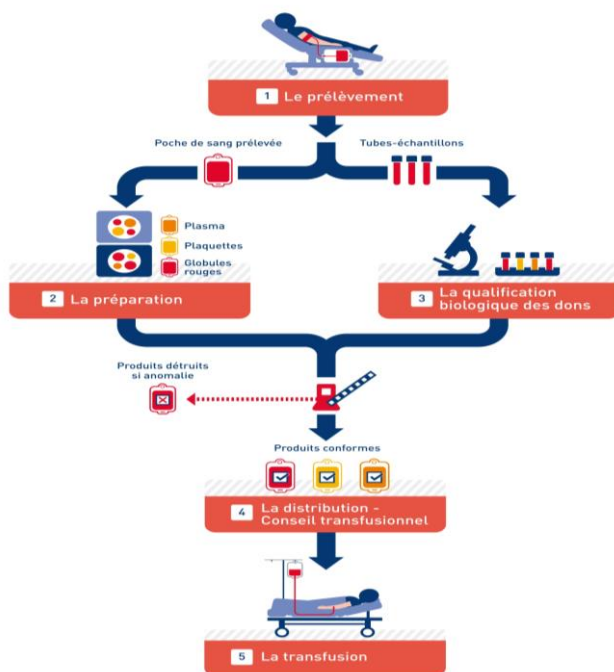 1 Le prélèvement
Poche de sang prélevée
Tubes-échantillons
Plasma
Plaquettes
Globules
rouges
2 La préparation
3 La qualification
biologique des dons
Produits détruits
si anomalie
Produits conformes
4 La distribution -
Conseil transfusionnel
5 La transfusion